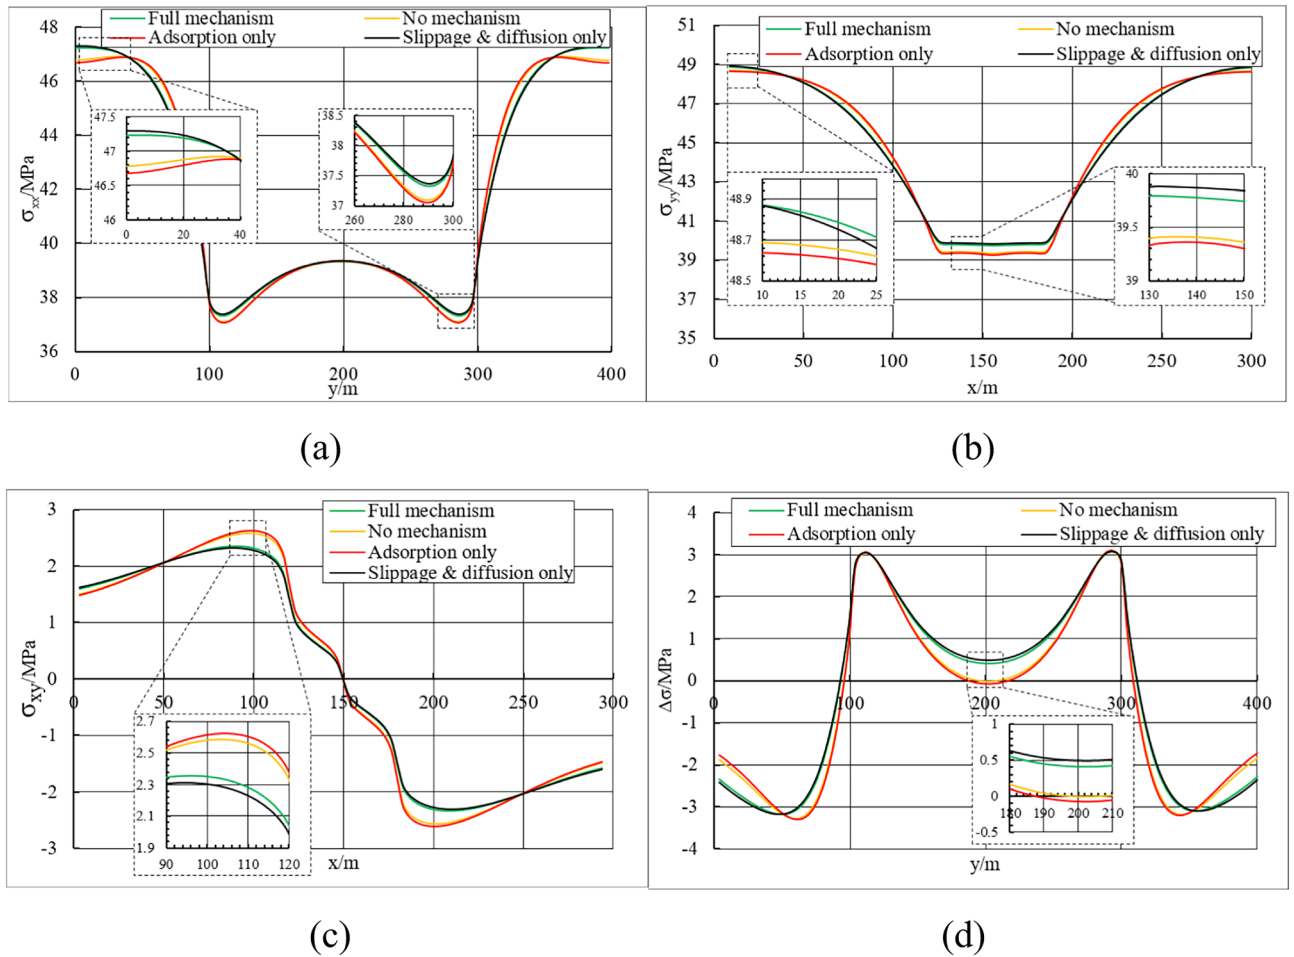 Full mechanism No mechanism
Adsorption only Slippage & diffusion only
48
46
44
42
40
38
36
σxx/MPa
0 100 200 300 400
y/m
47.5
47
46.5
46
0 20 40
38.5
38
37.5
37
260 280 300
(a)
Full mechanism No mechanism
Adsorption only Slippage & diffusion only
51
49
47
45
43
41
39
37
35
σyy/MPa
0 50 100 150 200 250 300
x/m
48.9
48.7
48.5
10 15 20 25
40
39.5
39
130 140 150
(b)
Full mechanism
No mechanism
Adsorption only
Slippage & diffusion only
3
2
1
0
-1
-2
-3
σxy/MPa
0 50 100 150 200 250 300
x/m
2.7
2.5
2.3
2.1
1.9
90 100 110 120
(c)
Full mechanism No mechanism
Adsorption only Slippage & diffusion only
4
3
2
1
0
-1
-2
-3
-4
Δσ/MPa
0 100 200 300 400
y/m
1
0.5
0
-0.5
180 190 200 210
(d)